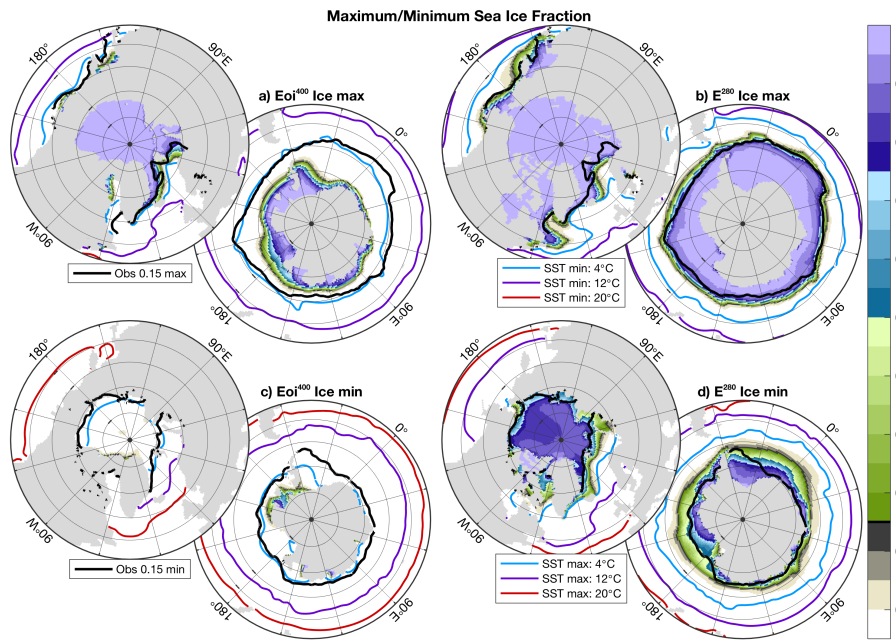 Maximum/Minimum Sea Ice Fraction
180°
90°E
a) Eoi⁴⁰⁰ Ice max
0°
90°W
Obs 0.15 max
180°
90°E
180°
90°E
b) E²⁸⁰ Ice max
0°
90°W
SST min: 4°C
SST min: 12°C
SST min: 20°C
180°
90°E
180°
90°E
c) Eoi⁴⁰⁰ Ice min
0°
90°W
Obs 0.15 min
180°
90°E
180°
90°E
d) E²⁸⁰ Ice min
0°
90°W
SST max: 4°C
SST max: 12°C
SST max: 20°C
180°
90°E